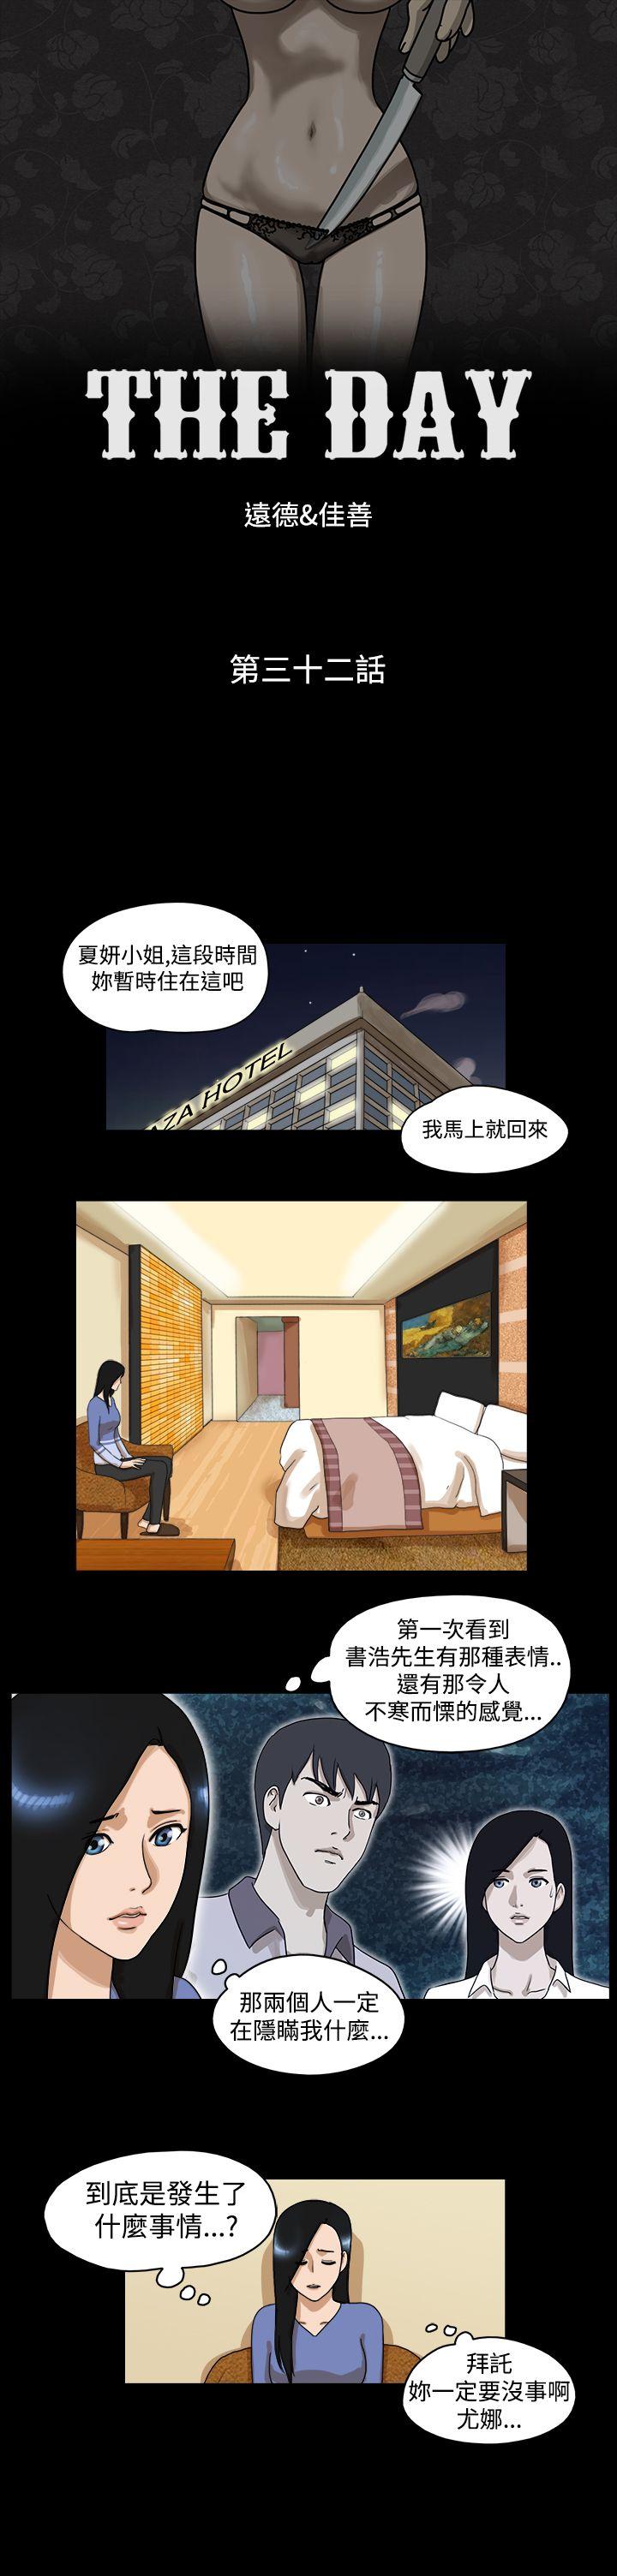 THE DAY
遠德&佳善
第三十二話
夏妍小姐,這段時間
妳暫時住在這吧
AZA HOTEL
我馬上就回來
第一次看到
書浩先生有那種表情..
還有那令人
不寒而慄的感覺...
那兩個人一定
在隱瞞我什麼...
到底是發生了
什麼事情...?
拜託
妳一定要沒事啊
尤娜...